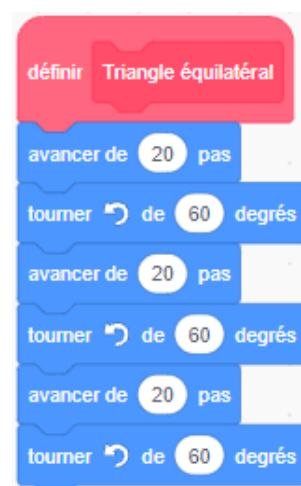 définir Triangle équilatéral
avancer de 20 pas
tourner de 60 degrés
avancer de 20 pas
tourner de 60 degrés
avancer de 20 pas
tourner de 60 degrés